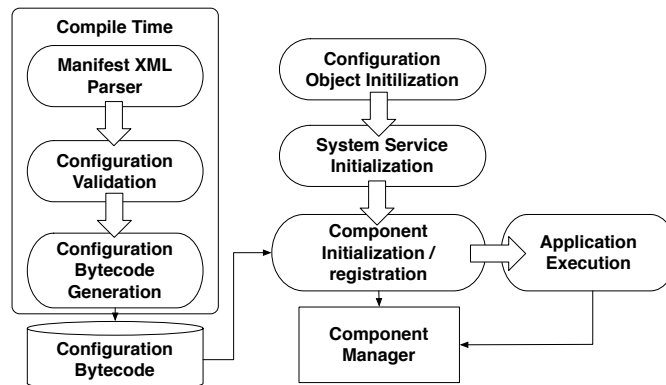 Compile Time
Manifest XML
Parser
Configuration
Validation
Configuration
Bytecode
Generation
Configuration
Bytecode
Configuration
Object Initilization
System Service
Initialization
Component
Initialization /
registration
Application
Execution
Component
Manager